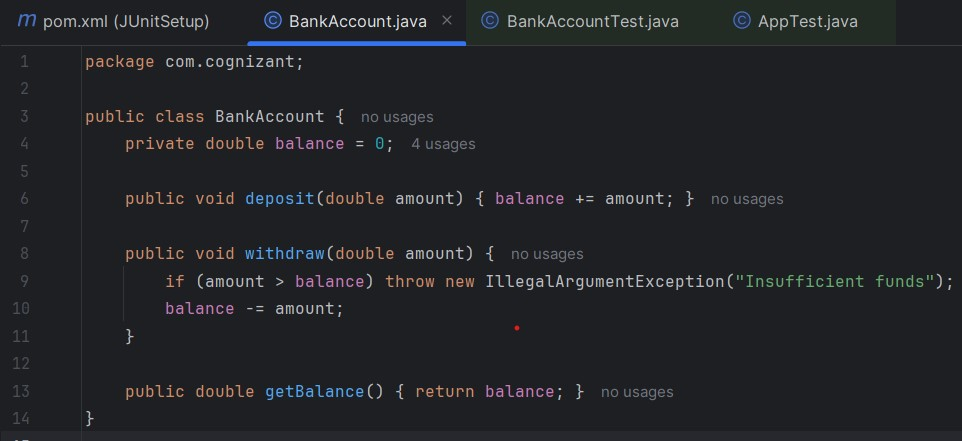 m pom.xml (JUnitSetup) © BankAccount.java × © BankAccountTest.java © AppTest.java
1 package com.cognizant;
2
3 public class BankAccount { no usages
4 private double balance = 0; 4 usages
5
6 public void deposit(double amount) { balance += amount; } no usages
7
8 public void withdraw(double amount) { no usages
9 if (amount > balance) throw new IllegalArgumentException("Insufficient funds");
10 balance -= amount;
11 }
12
13 public double getBalance() { return balance; } no usages
14 }